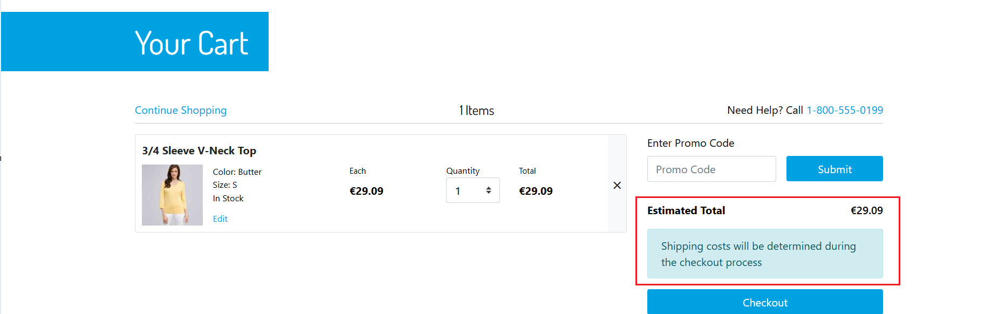 Your Cart
Continue Shopping
1 Items
Need Help? Call 1-800-555-0199
3/4 Sleeve V-Neck Top
Color: Butter
Size: S
In Stock
Edit
Each
€29.09
Quantity
1
Total
€29.09
×
Enter Promo Code
Promo Code
Submit
Estimated Total
€29.09
Shipping costs will be determined during
the checkout process
Checkout